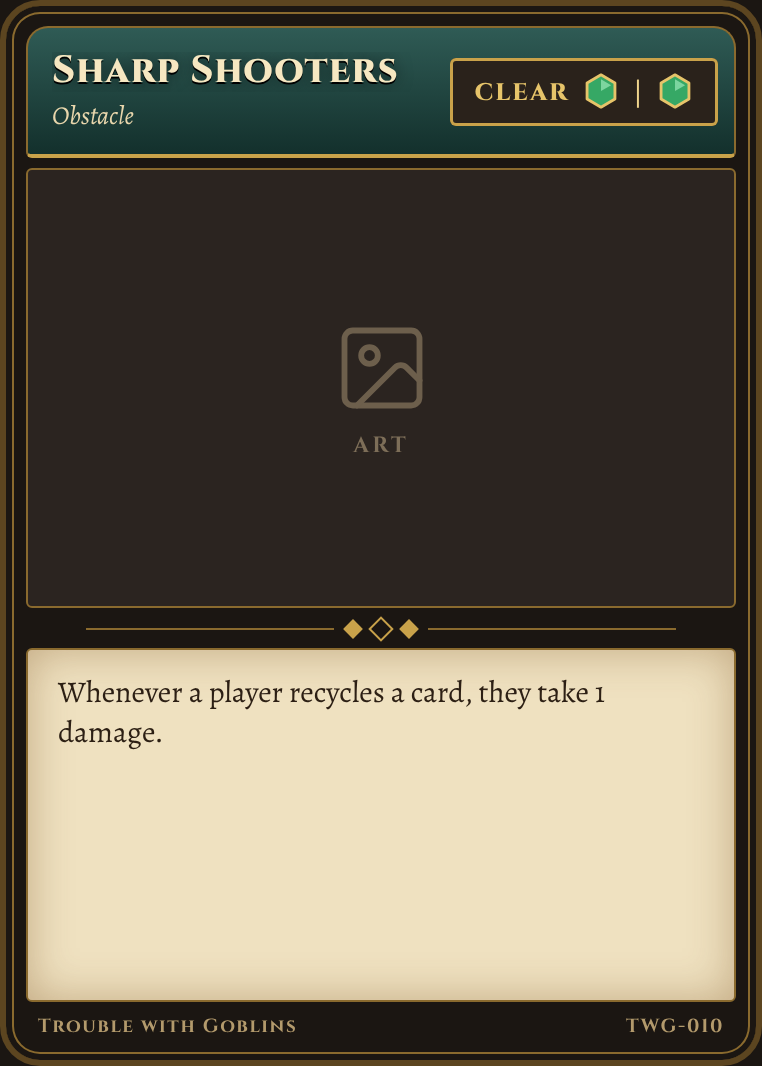 Sharp Shooters
Obstacle
CLEAR |
ART
Whenever a player recycles a card, they take 1
damage.
Trouble with Goblins
TWG-010